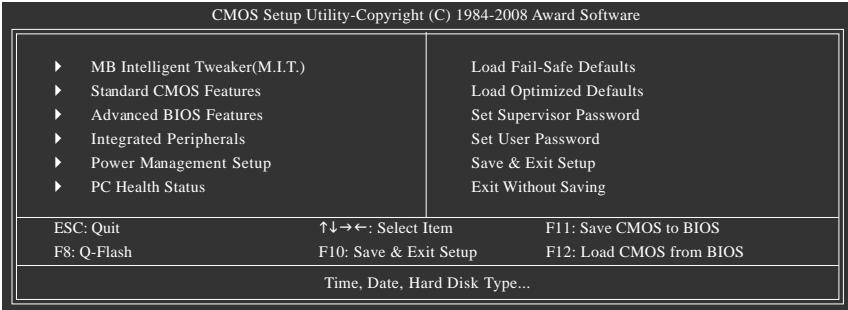 CMOS Setup Utility-Copyright (C) 1984-2008 Award Software
MB Intelligent Tweaker(M.I.T.)
Standard CMOS Features
Advanced BIOS Features
Integrated Peripherals
Power Management Setup
PC Health Status
Load Fail-Safe Defaults
Load Optimized Defaults
Set Supervisor Password
Set User Password
Save & Exit Setup
Exit Without Saving
ESC: Quit ↑↓→←: Select Item F11: Save CMOS to BIOS
F8: Q-Flash F10: Save & Exit Setup F12: Load CMOS from BIOS
Time, Date, Hard Disk Type...